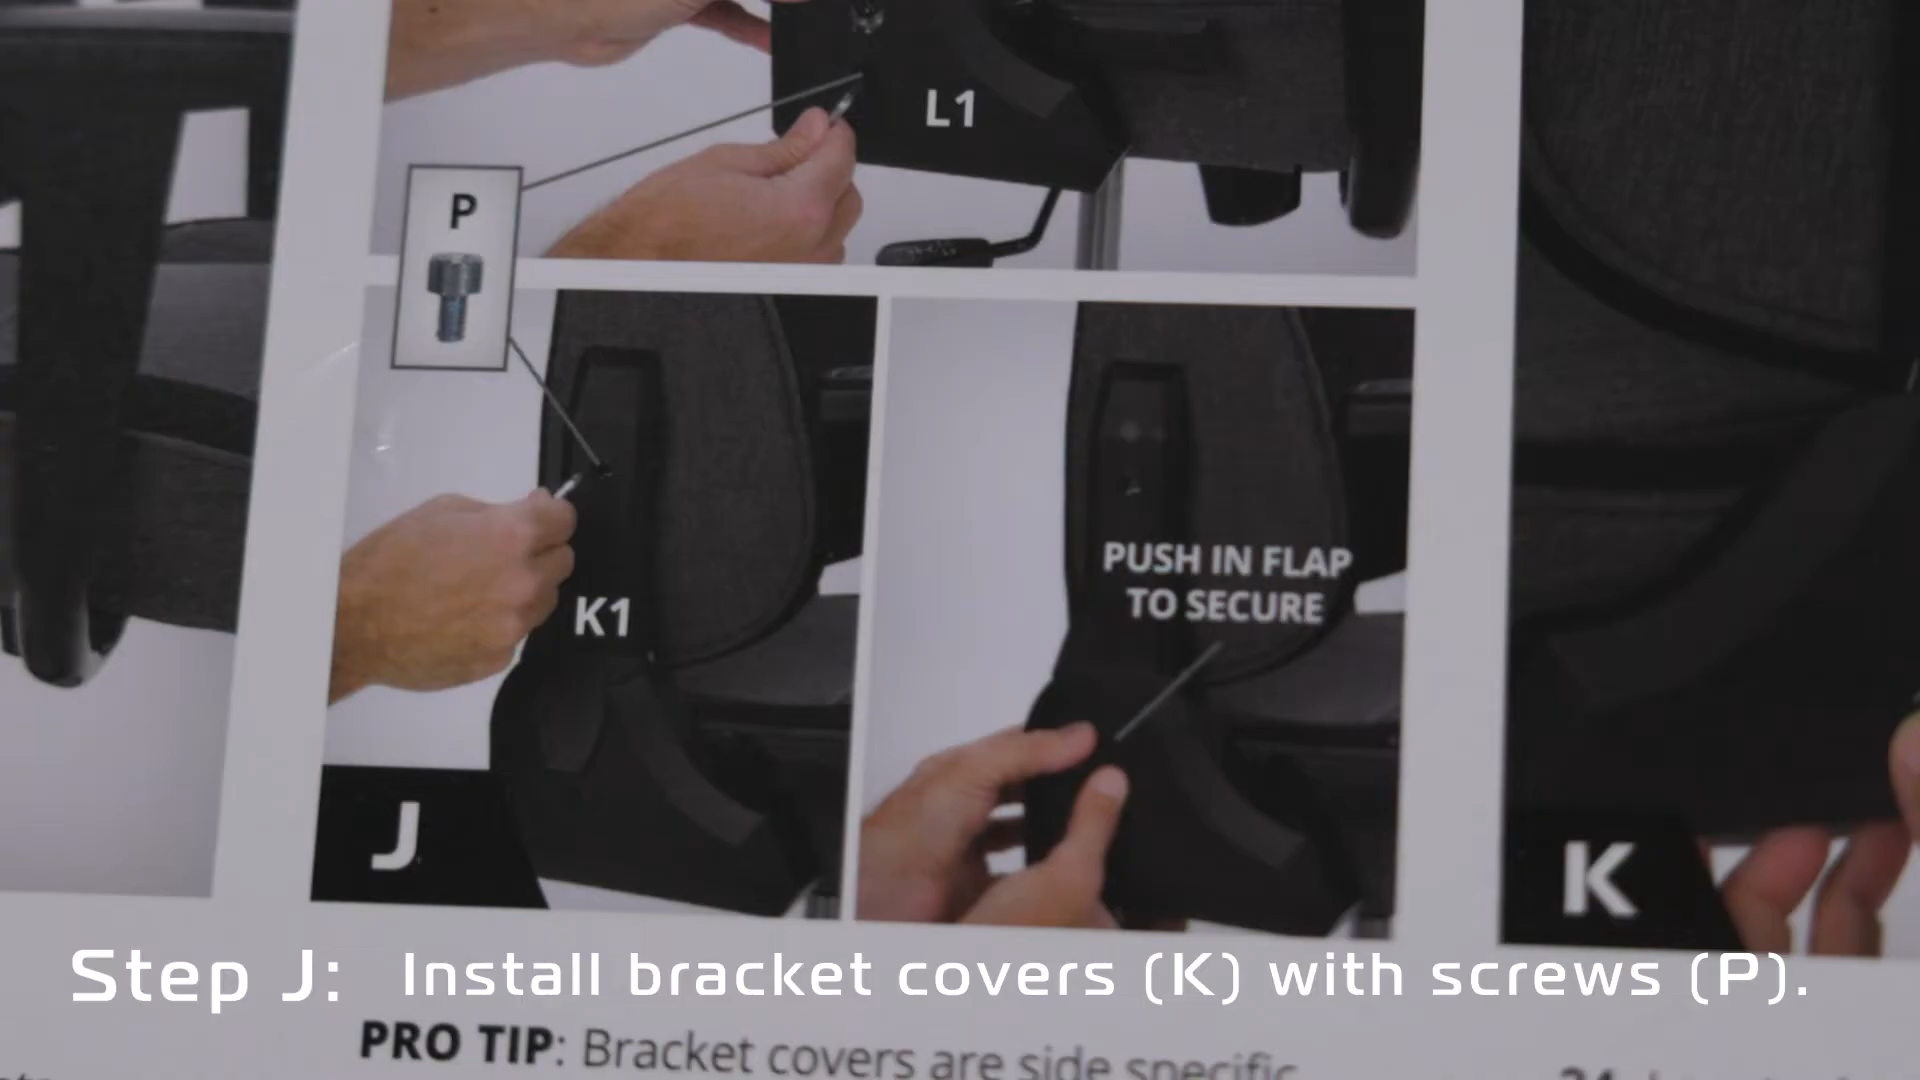 L1
P
K1
PUSH IN FLAP
TO SECURE
J
K
Step J: Install bracket covers (K) with screws (P).
PRO TIP: Bracket covers are side specific